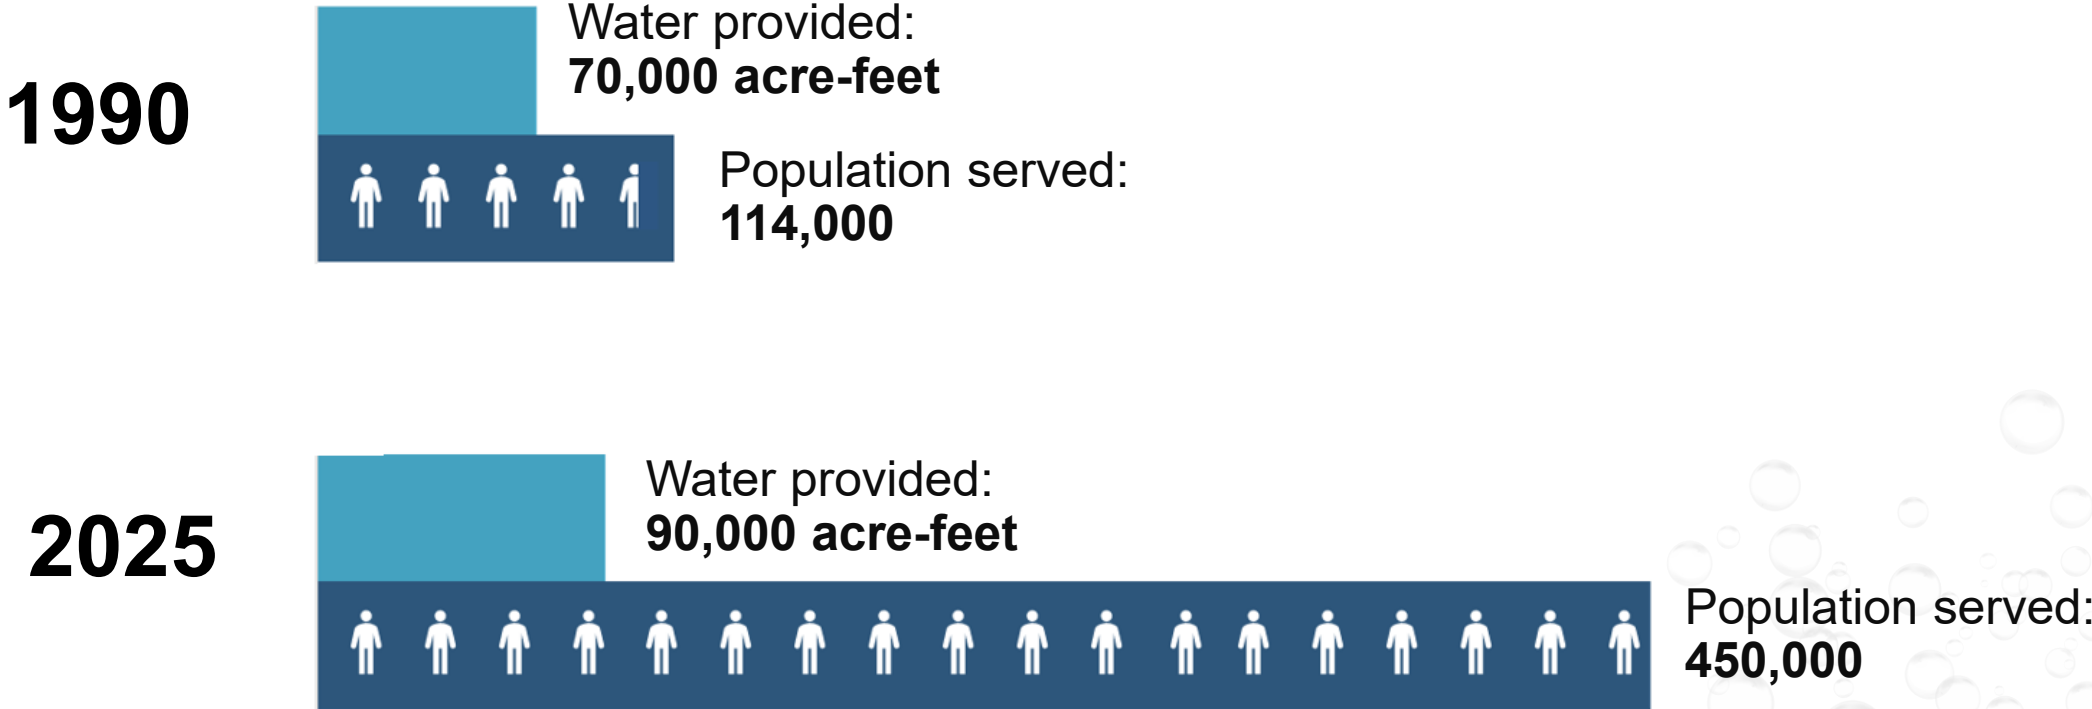 1990
Water provided:
70,000 acre-feet
Population served:
114,000
2025
Water provided:
90,000 acre-feet
Population served:
450,000